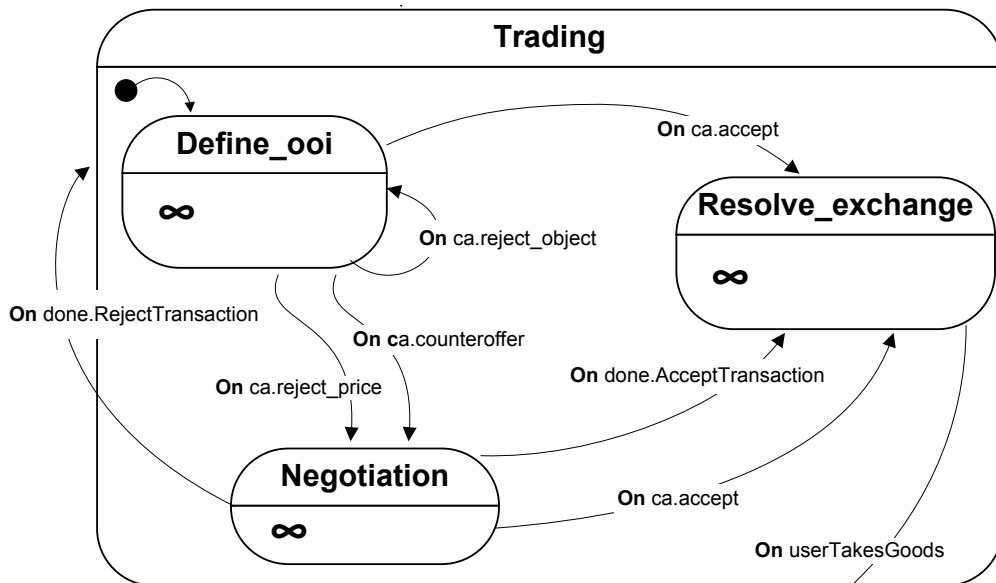 Trading
Define_ooi
∞
On ca.accept
Resolve_exchange
∞
On ca.reject_object
On done.RejectTransaction
On ca.counteroffer
On ca.reject_price
On done.AcceptTransaction
Negotiation
∞
On ca.accept
On userTakesGoods